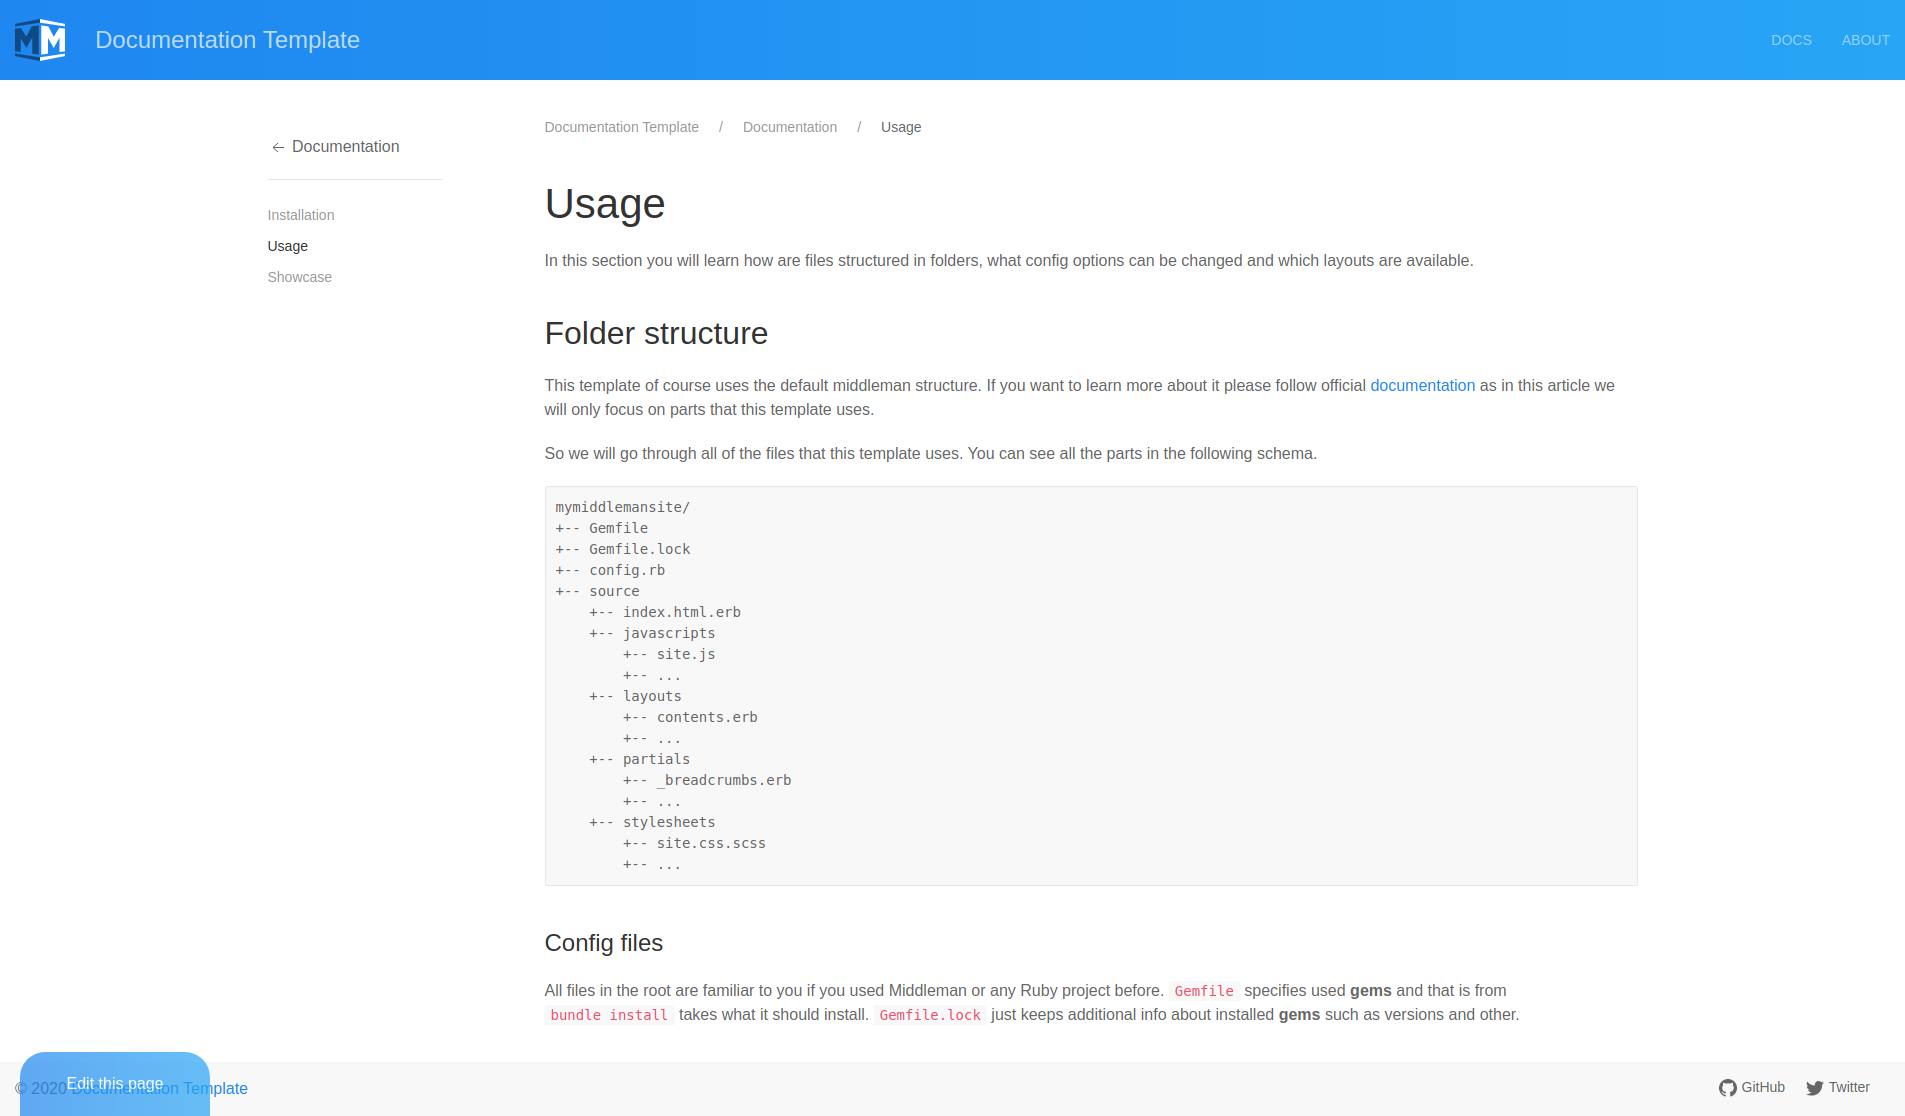 MM
Documentation Template
DOCS
ABOUT
← Documentation
Installation
Usage
Showcase
Documentation Template / Documentation / Usage
Usage
In this section you will learn how are files structured in folders, what config options can be changed and which layouts are available.
Folder structure
This template of course uses the default middleman structure. If you want to learn more about it please follow official documentation as in this article we
will only focus on parts that this template uses.
So we will go through all of the files that this template uses. You can see all the parts in the following schema.
mymiddlemansite/
+-- Gemfile
+-- Gemfile.lock
+-- config.rb
+-- source
    +-- index.html.erb
    +-- javascripts
        +-- site.js
        +-- ...
    +-- layouts
        +-- contents.erb
        +-- ...
    +-- partials
        +-- _breadcrumbs.erb
        +-- ...
    +-- stylesheets
        +-- site.css.scss
        +-- ...
Config files
All files in the root are familiar to you if you used Middleman or any Ruby project before. Gemfile specifies used gems and that is from
bundle install takes what it should install. Gemfile.lock just keeps additional info about installed gems such as versions and other.
Edit this page
© 2020 Documentation Template
GitHub
Twitter